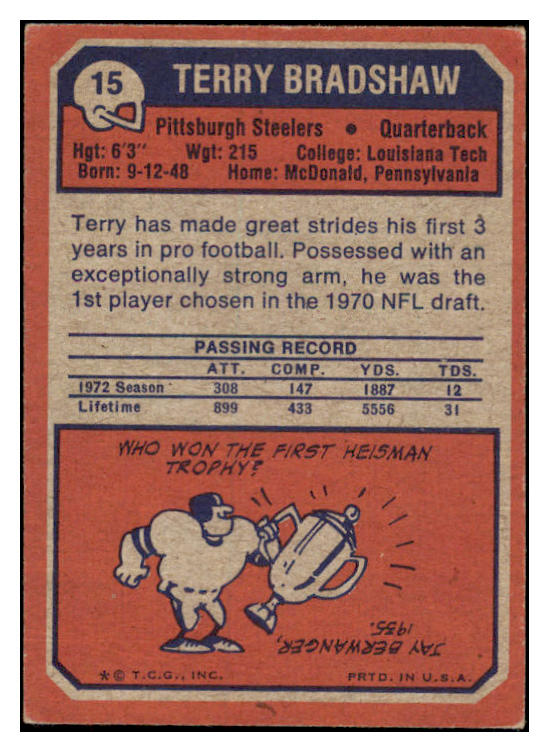 15
TERRY BRADSHAW
Pittsburgh Steelers • Quarterback
Hgt: 6'3" Wgt: 215 College: Louisiana Tech
Born: 9-12-48 Home: McDonald, Pennsylvania
Terry has made great strides his first 3
years in pro football. Possessed with an
exceptionally strong arm, he was the
1st player chosen in the 1970 NFL draft.
PASSING RECORD
ATT. COMP. YDS. TDS.
1972 Season 308 147 1887 12
Lifetime 899 433 5556 31
WHO WON THE FIRST HEISMAN
TROPHY?
JAY BERWANGER,
1935.
*© T.C.G., INC. PRTD. IN U.S.A.